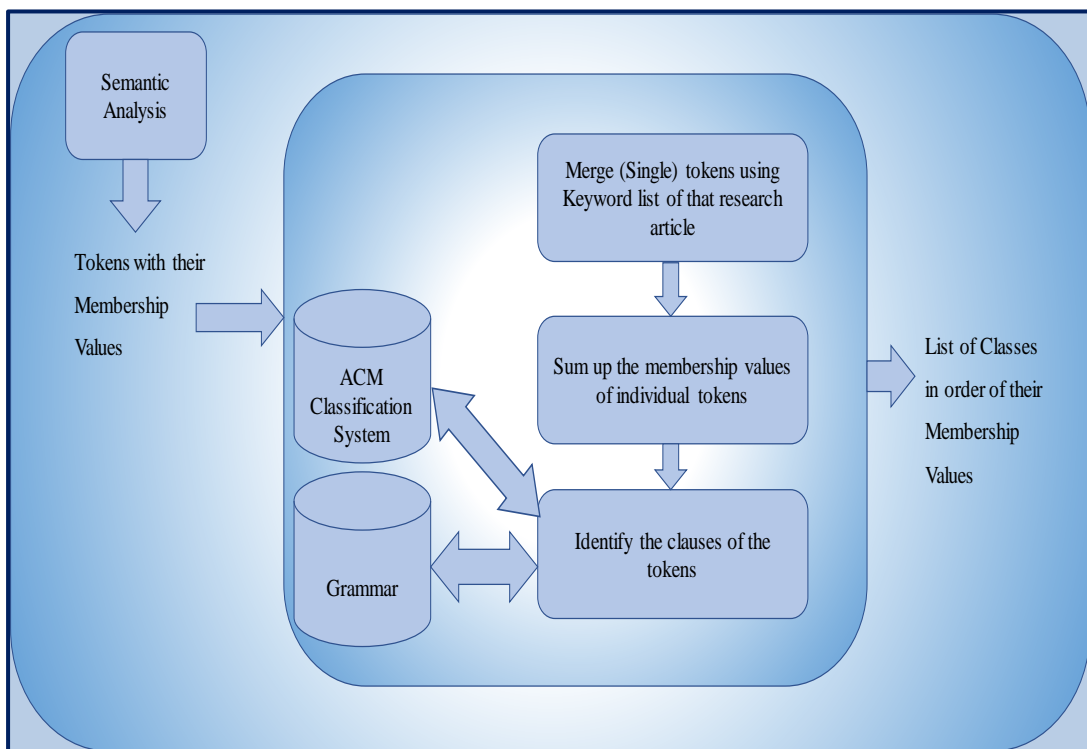 Semantic
Analysis
Tokens with their
Membership
Values
Merge (Single) tokens using
Keyword list of that research
article
Sum up the membership values
of individual tokens
Identify the clauses of the
tokens
ACM
Classification
System
Grammar
List of Classes
in order of their
Membership
Values